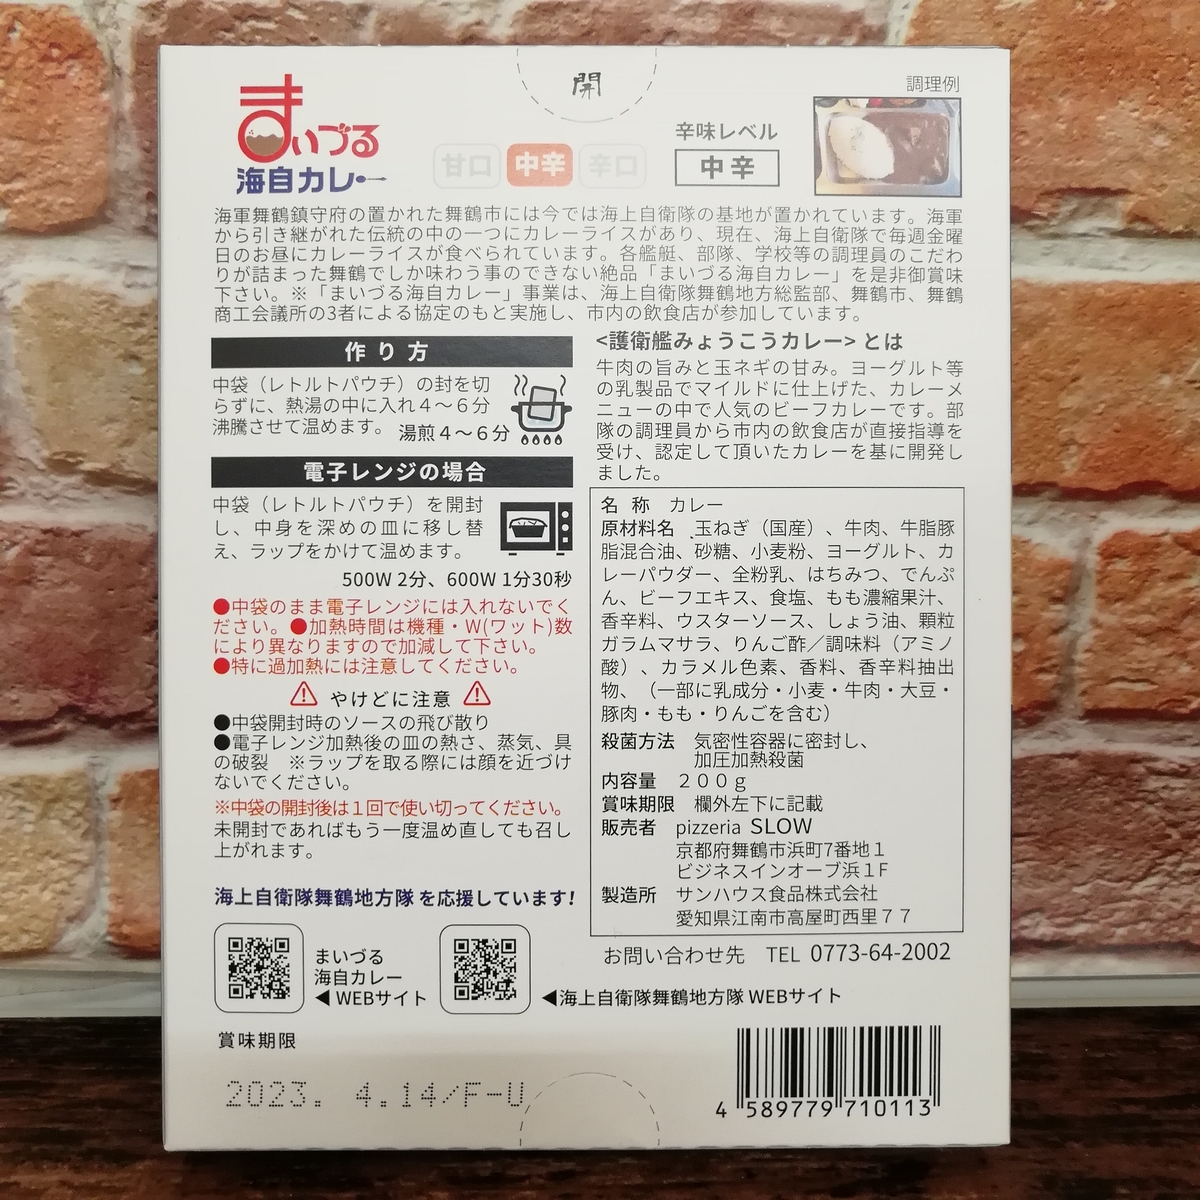 開
まいづる
海自カレー
甘口 中辛 辛口
辛味レベル
中辛
調理例
海軍舞鶴鎮守府の置かれた舞鶴市には今では海上自衛隊の基地が置かれています。海軍
から引き継がれた伝統の中の一つにカレーライスがあり、現在、海上自衛隊で毎週金曜
日のお昼にカレーライスが食べられています。各艦艇、部隊、学校等の調理員のこだわ
りが詰まった舞鶴でしか味わう事のできない絶品「まいづる海自カレー」を是非御賞味
下さい。※「まいづる海自カレー」事業は、海上自衛隊舞鶴地方総監部、舞鶴市、舞鶴
商工会議所の3者による協定のもと実施し、市内の飲食店が参加しています。
作り方
中袋（レトルトパウチ）の封を切
らずに、熱湯の中に入れ４～６分
沸騰させて温めます。
湯煎４～６分
電子レンジの場合
中袋（レトルトパウチ）を開封
し、中身を深めの皿に移し替
え、ラップをかけて温めます。
500W 2分、600W 1分30秒
●中袋のまま電子レンジには入れないでく
ださい。●加熱時間は機種・W(ワット)数
により異なりますので加減して下さい。
●特に過加熱には注意してください。
やけどに注意
●中袋開封時のソースの飛び散り
●電子レンジ加熱後の皿の熱さ、蒸気、具
の破裂　※ラップを取る際には顔を近づけ
ないでください。
※中袋の開封後は１回で使い切ってください。
未開封であればもう一度温め直しても召し
上がれます。
海上自衛隊舞鶴地方隊を応援しています!
まいづる
海自カレー
◀WEBサイト
◀海上自衛隊舞鶴地方隊 WEBサイト
賞味期限
2023. 4.14/F-U
<護衛艦みょうこうカレー> とは
牛肉の旨みと玉ネギの甘み。ヨーグルト等
の乳製品でマイルドに仕上げた、カレーメ
ニューの中で人気のビーフカレーです。部
隊の調理員から市内の飲食店が直接指導を
受け、認定して頂いたカレーを基に開発し
ました。
名 称　カレー
原材料名　玉ねぎ（国産）、牛肉、牛脂豚
脂混合油、砂糖、小麦粉、ヨーグルト、カ
レーパウダー、全粉乳、はちみつ、でんぷ
ん、ビーフエキス、食塩、もも濃縮果汁、
香辛料、ウスターソース、しょう油、顆粒
ガラムマサラ、りんご酢／調味料（アミノ
酸）、カラメル色素、香料、香辛料抽出
物、（一部に乳成分・小麦・牛肉・大豆・
豚肉・もも・りんごを含む）
殺菌方法　気密性容器に密封し、
加圧加熱殺菌
内容量　２００ｇ
賞味期限　欄外左下に記載
販売者　pizzeria SLOW
京都府舞鶴市浜町7番地１
ビジネスインオーブ浜１F
製造所　サンハウス食品株式会社
愛知県江南市高屋町西里７７
お問い合わせ先　TEL 0773-64-2002
4 589779 710113